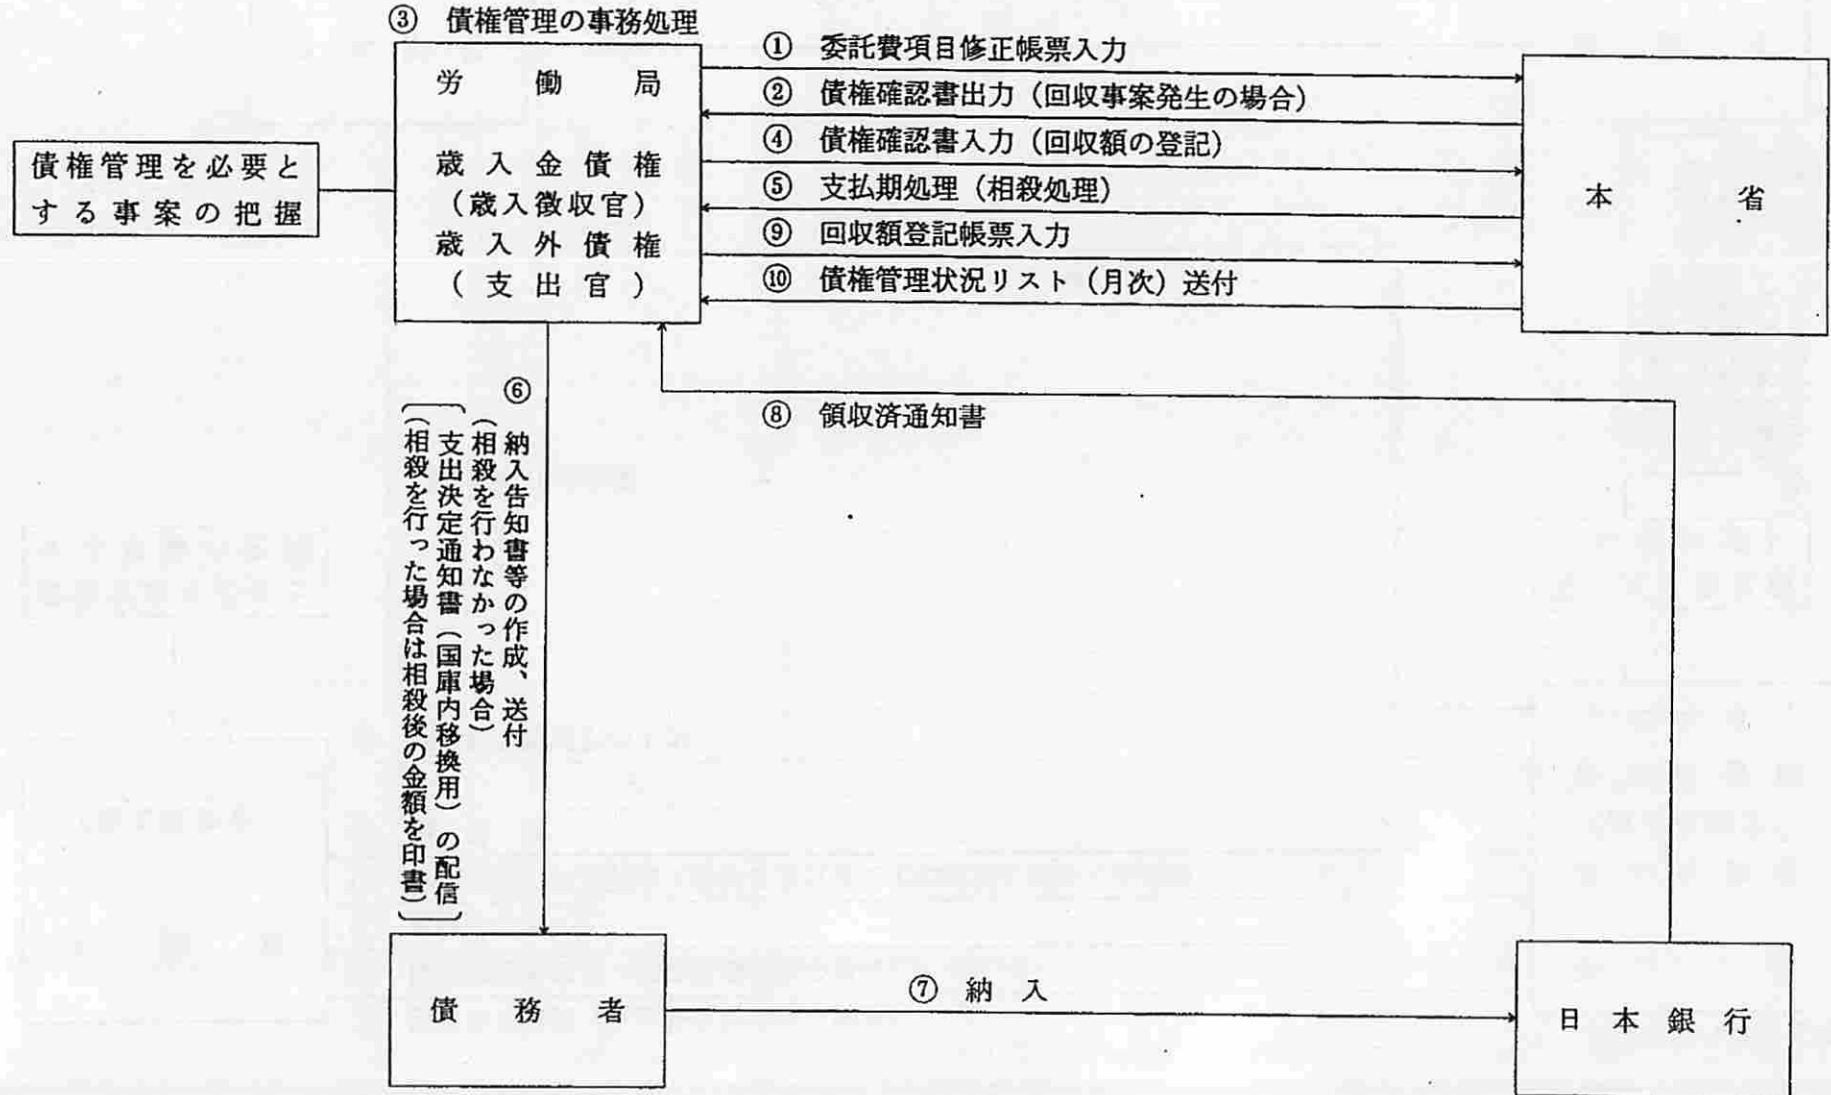 ③ 債権管理の事務処理
労働局
歳入金債権
(歳入徴収官)
歳入外債権
(支出官)
債権管理を必要と
する事案の把握
① 委託費項目修正帳票入力
② 債権確認書出力(回収事案発生の場合)
④ 債権確認書入力(回収額の登記)
⑤ 支払期処理(相殺処理)
⑨ 回収額登記帳票入力
⑩ 債権管理状況リスト(月次)送付
本省
⑧ 領収済通知書
⑥ 納入告知書等の作成、送付
(相殺を行わなかった場合)
支出決定通知書(国庫内移換用)の配信
(相殺を行った場合は相殺後の金額を印書)
債務者
⑦ 納入
日本銀行